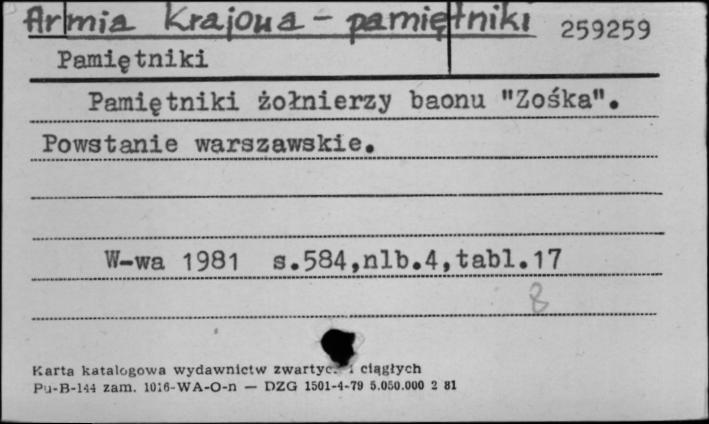 Armia Krajowa - pamiętniki 259259
Pamiętniki
Pamiętniki żołnierzy baonu "Zośka".
Powstanie warszawskie.
W-wa 1981 s.584,nlb.4,tabl.17
8
Karta katalogowa wydawnictw zwartych i ciągłych
Pu-B-144 zam. 1016-WA-O-n — DZG 1501-4-79 5.050.000 2 81